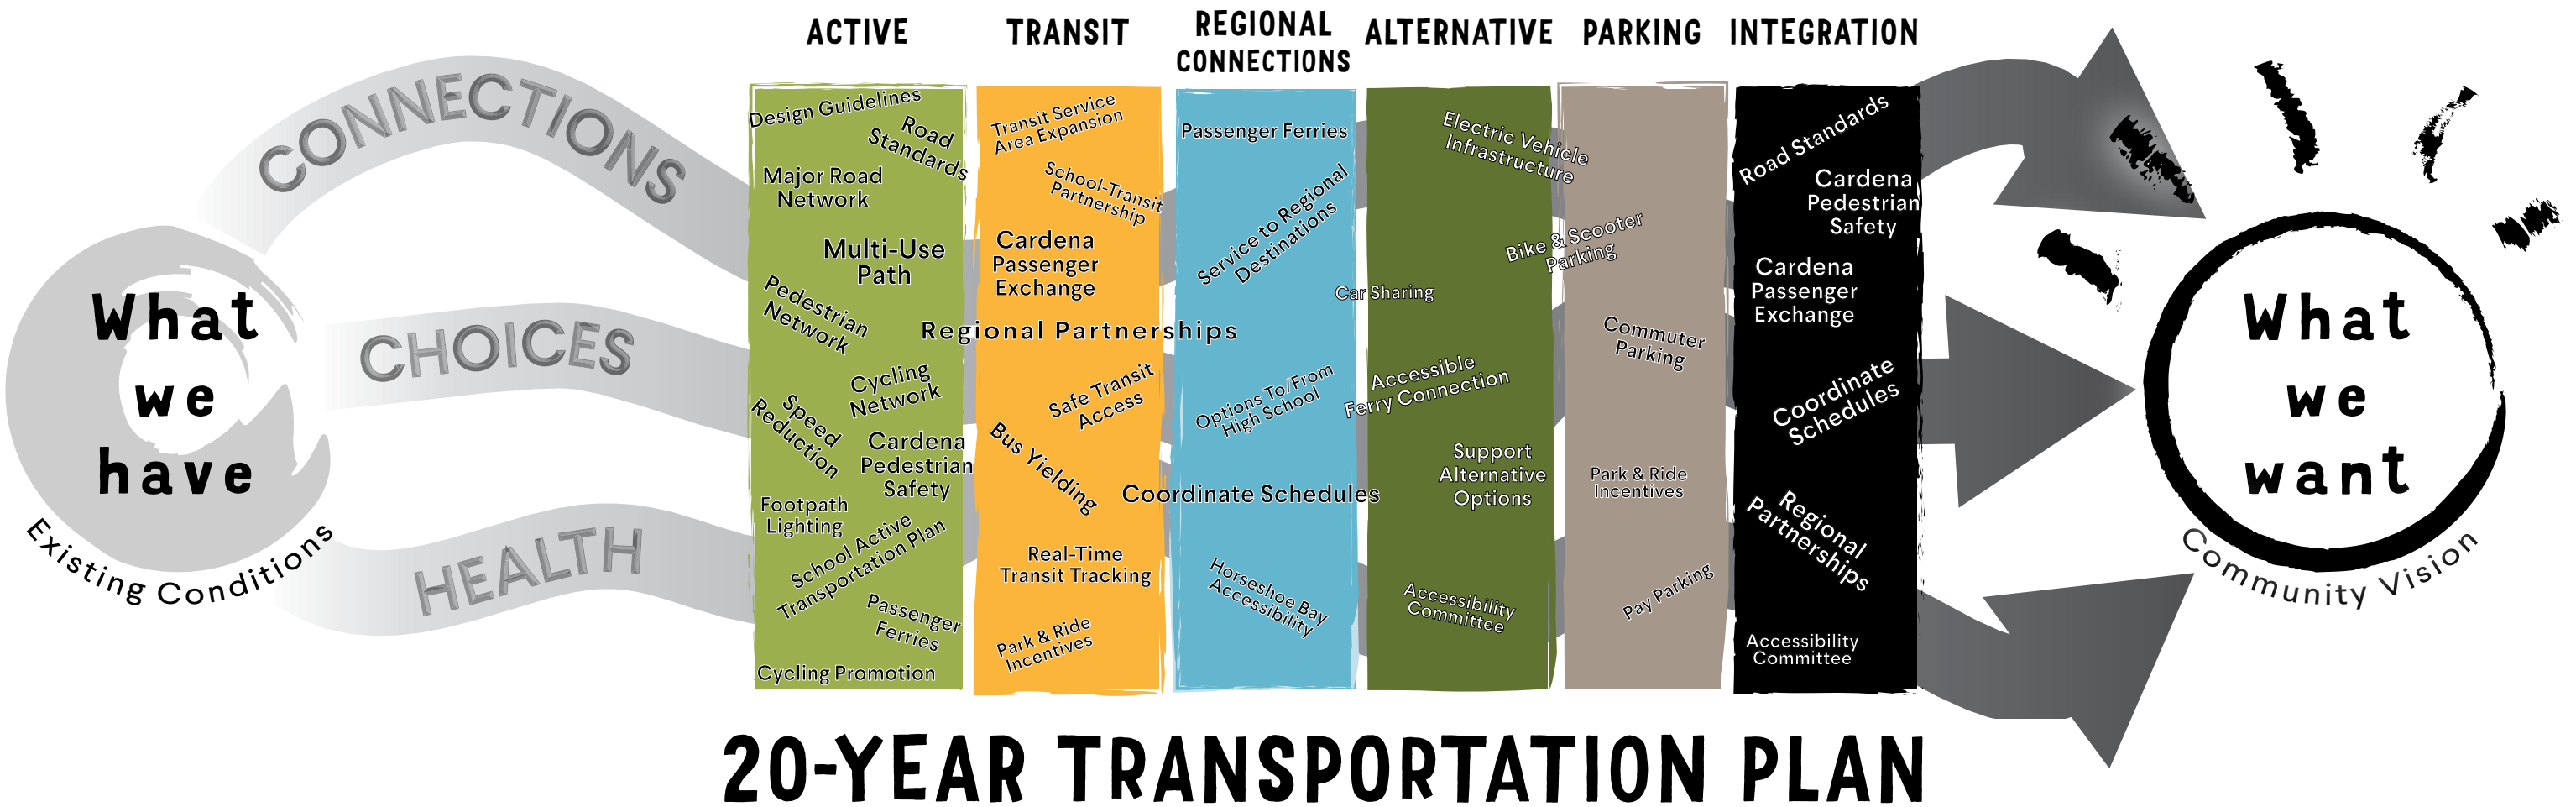 What
we
have
Existing Conditions
CONNECTIONS
CHOICES
HEALTH
ACTIVE
Design Guidelines
Road
Standards
Major Road
Network
Multi-Use
Path
Pedestrian
Network
Cycling
Network
Speed
Reduction
Cardena
Pedestrian
Safety
Footpath
Lighting
School Active
Transportation Plan
Passenger
Ferries
Cycling Promotion
TRANSIT
Transit Service
Area Expansion
School-Transit
Partnership
Cardena
Passenger
Exchange
Regional Partnerships
Safe Transit
Access
Bus Yielding
Real-Time
Transit Tracking
Park & Ride
Incentives
REGIONAL
CONNECTIONS
Passenger Ferries
Service to Regional
Destinations
Options To/From
High School
Coordinate Schedules
Horseshoe Bay
Accessibility
ALTERNATIVE
Electric Vehicle
Infrastructure
Bike & Scooter
Parking
Car Sharing
Accessible
Ferry Connection
Support
Alternative
Options
Accessibility
Committee
PARKING
Commuter
Parking
Park & Ride
Incentives
Pay Parking
INTEGRATION
Road Standards
Cardena
Pedestrian
Safety
Cardena
Passenger
Exchange
Coordinate
Schedules
Regional
Partnerships
Accessibility
Committee
What
we
want
Community Vision
20-YEAR TRANSPORTATION PLAN